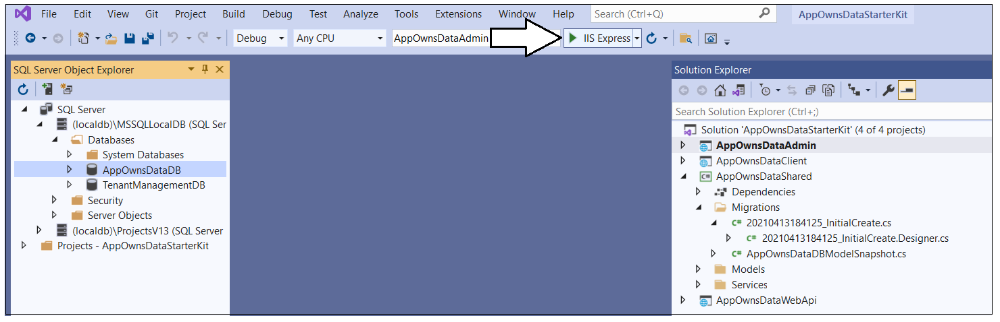 File Edit View Git Project Build Debug Test Analyze Tools Extensions Window Help Search (Ctrl+Q) AppOwnsDataStarterKit
Debug Any CPU AppOwnsDataAdmin IIS Express
SQL Server Object Explorer
SQL Server
(localdb)\MSSQLLocalDB (SQL Ser
Databases
System Databases
AppOwnsDataDB
TenantManagementDB
Security
Server Objects
(localdb)\ProjectsV13 (SQL Server
Projects - AppOwnsDataStarterKit
Solution Explorer
Search Solution Explorer (Ctrl+;)
Solution 'AppOwnsDataStarterKit' (4 of 4 projects)
AppOwnsDataAdmin
AppOwnsDataClient
C# AppOwnsDataShared
Dependencies
Migrations
C# 20210413184125_InitialCreate.cs
C# 20210413184125_InitialCreate.Designer.cs
C# AppOwnsDataDBModelSnapshot.cs
Models
Services
AppOwnsDataWebApi